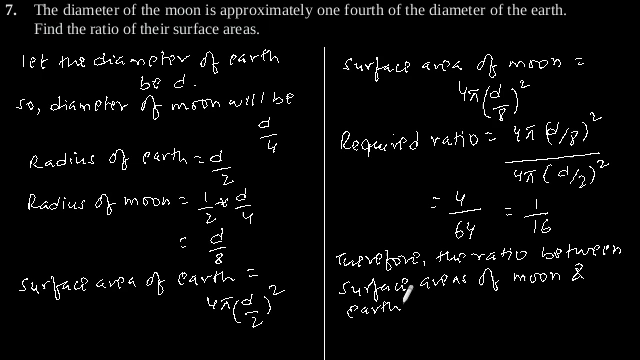 7. The diameter of the moon is approximately one fourth of the diameter of the earth.
Find the ratio of their surface areas.
let the diameter of earth
be d.
so, diameter of moon will be
d/4
Radius of earth = d/2
Radius of moon = 1/2 × d/4
= d/8
Surface area of earth =
4π(d/2)²
Surface area of moon =
4π(d/8)²
Required ratio = 4π(d/8)² / 4π(d/2)²
= 4/64 = 1/16
Therefore, the ratio between
surface areas of moon &
earth